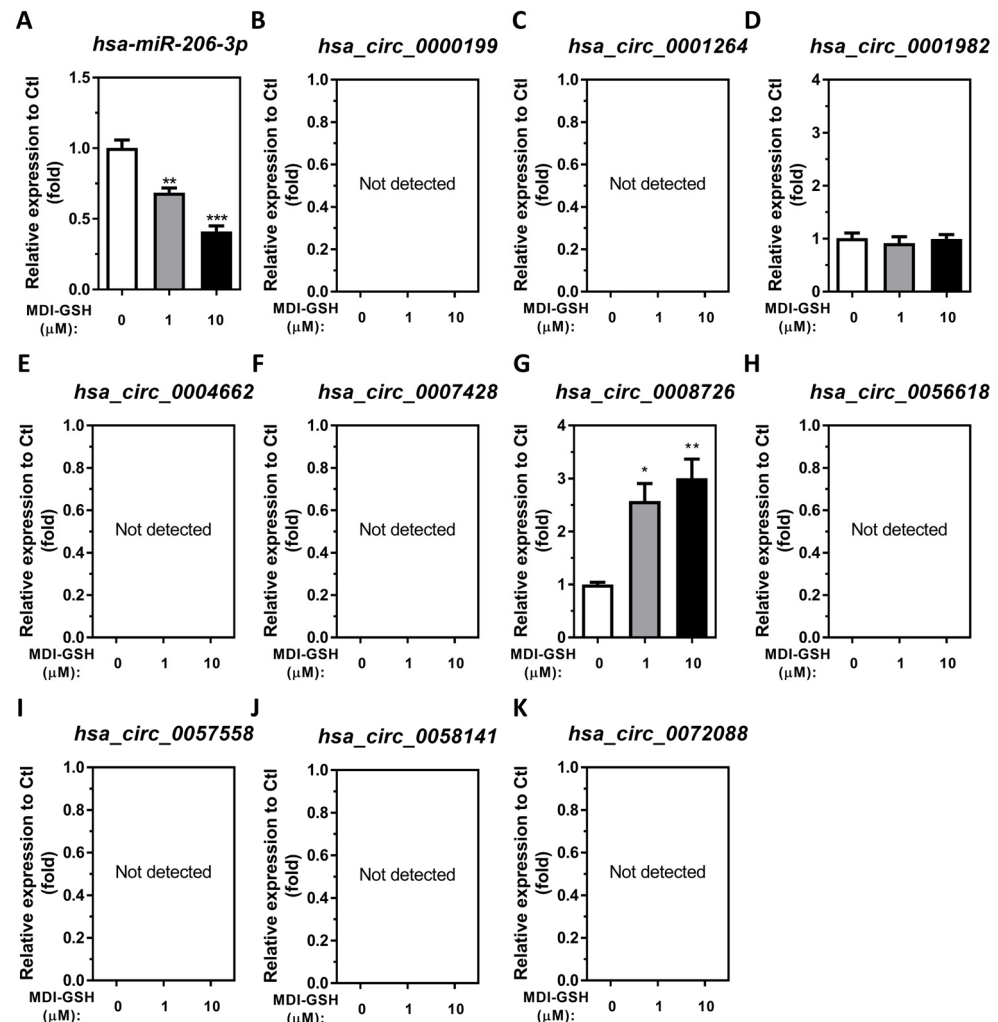 A
hsa-miR-206-3p
Relative expression to Ctl
(fold)
1.5
1.0
0.5
0.0
**
***
MDI-GSH
(μM):
0 1 10
B
hsa_circ_0000199
Relative expression to Ctl
(fold)
1.0
0.8
0.6
0.4
0.2
0.0
Not detected
MDI-GSH
(μM):
0 1 10
C
hsa_circ_0001264
Relative expression to Ctl
(fold)
1.0
0.8
0.6
0.4
0.2
0.0
Not detected
MDI-GSH
(μM):
0 1 10
D
hsa_circ_0001982
Relative expression to Ctl
(fold)
4
3
2
1
0
MDI-GSH
(μM):
0 1 10
E
hsa_circ_0004662
Relative expression to Ctl
(fold)
1.0
0.8
0.6
0.4
0.2
0.0
Not detected
MDI-GSH
(μM):
0 1 10
F
hsa_circ_0007428
Relative expression to Ctl
(fold)
1.0
0.8
0.6
0.4
0.2
0.0
Not detected
MDI-GSH
(μM):
0 1 10
G
hsa_circ_0008726
Relative expression to Ctl
(fold)
4
3
2
1
0
*
**
MDI-GSH
(μM):
0 1 10
H
hsa_circ_0056618
Relative expression to Ctl
(fold)
1.0
0.8
0.6
0.4
0.2
0.0
Not detected
MDI-GSH
(μM):
0 1 10
I
hsa_circ_0057558
Relative expression to Ctl
(fold)
1.0
0.8
0.6
0.4
0.2
0.0
Not detected
MDI-GSH
(μM):
0 1 10
J
hsa_circ_0058141
Relative expression to Ctl
(fold)
1.0
0.8
0.6
0.4
0.2
0.0
Not detected
MDI-GSH
(μM):
0 1 10
K
hsa_circ_0072088
Relative expression to Ctl
(fold)
1.0
0.8
0.6
0.4
0.2
0.0
Not detected
MDI-GSH
(μM):
0 1 10